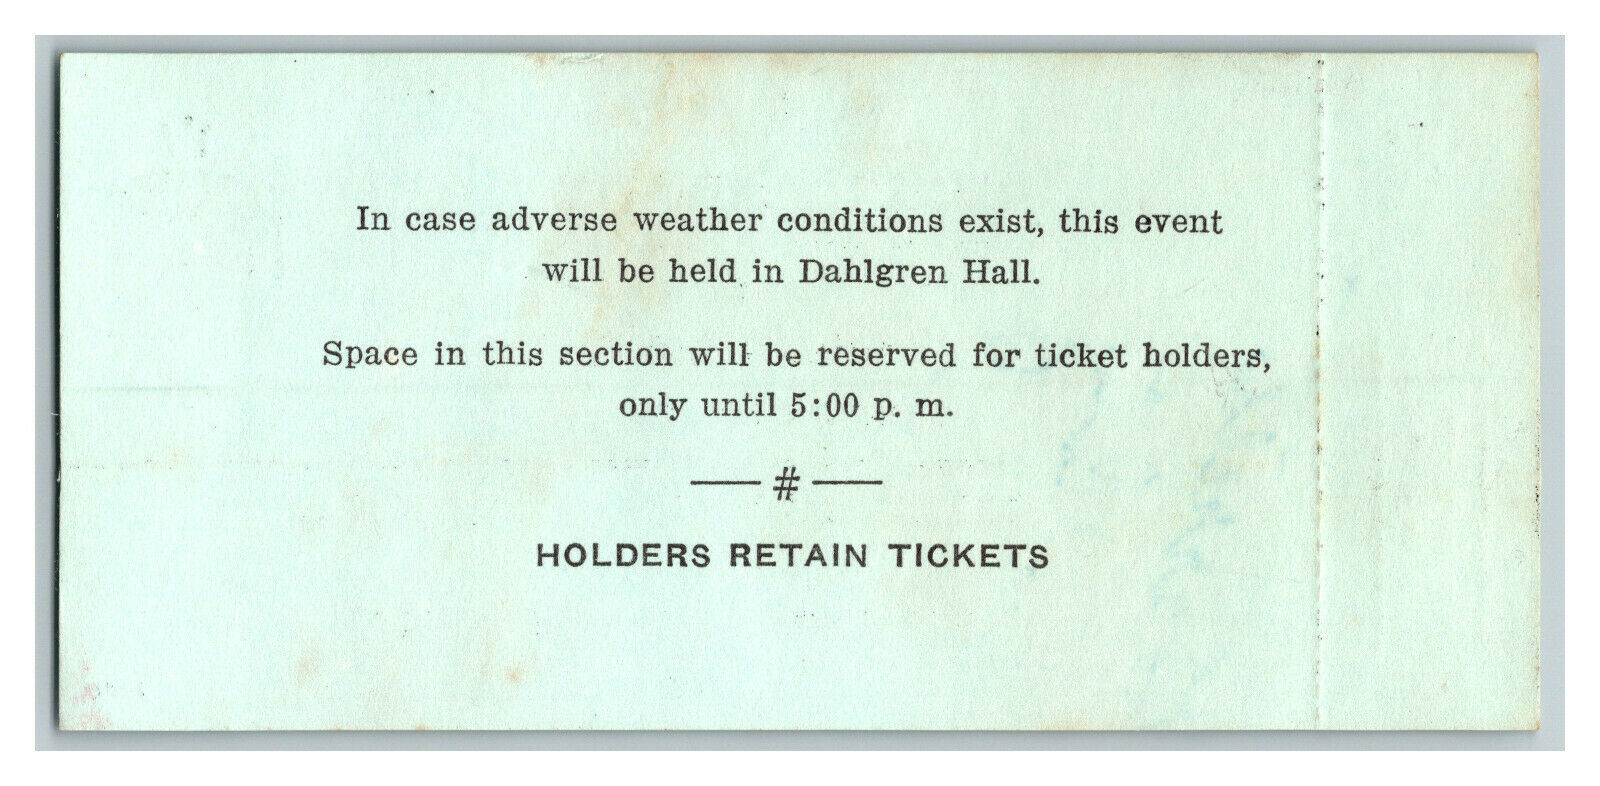 In case adverse weather conditions exist, this event
will be held in Dahlgren Hall.
Space in this section will be reserved for ticket holders,
only until 5:00 p. m.
— # —
HOLDERS RETAIN TICKETS